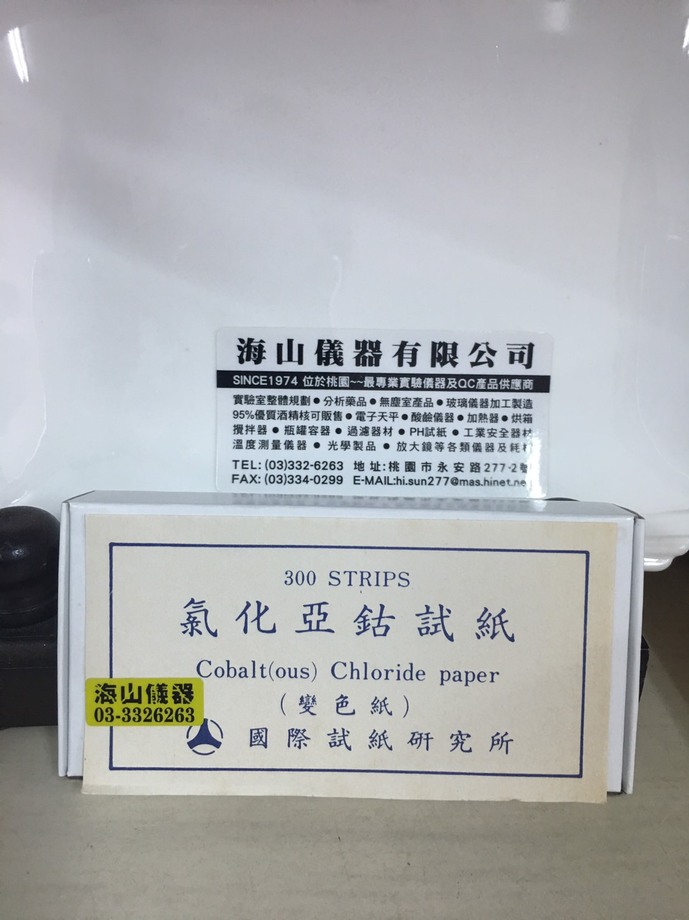 海山儀器有限公司
SINCE1974 位於桃園~~最專業實驗儀器及QC產品供應商
實驗室整體規劃●分析藥品●無塵室產品●玻璃儀器加工製造
95%優質酒精核可販售●電子天平●酸鹼儀器●加熱器●烘箱
攪拌器●瓶罐容器●過濾器材●PH試紙●工業安全器材
溫度測量儀器●光學製品●放大鏡等各類儀器及耗材
TEL:(03)332-6263 地址:桃園市永安路277-2號
FAX:(03)334-0299 E-MAIL:hi.sun277@mas.hinet.net
300 STRIPS
氯化亞鈷試紙
Cobalt(ous) Chloride paper
(變色紙)
海山儀器
03-3326263
國際試紙研究所